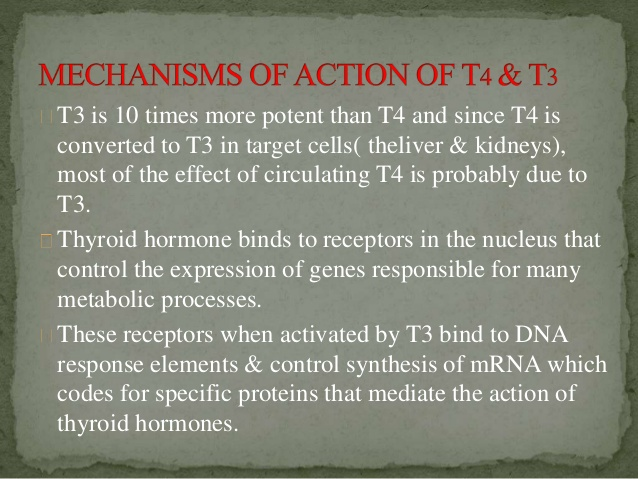 MECHANISMS OF ACTION OF T4 & T3
T3 is 10 times more potent than T4 and since T4 is
converted to T3 in target cells( theliver & kidneys),
most of the effect of circulating T4 is probably due to
T3.
Thyroid hormone binds to receptors in the nucleus that
control the expression of genes responsible for many
metabolic processes.
These receptors when activated by T3 bind to DNA
response elements & control synthesis of mRNA which
codes for specific proteins that mediate the action of
thyroid hormones.